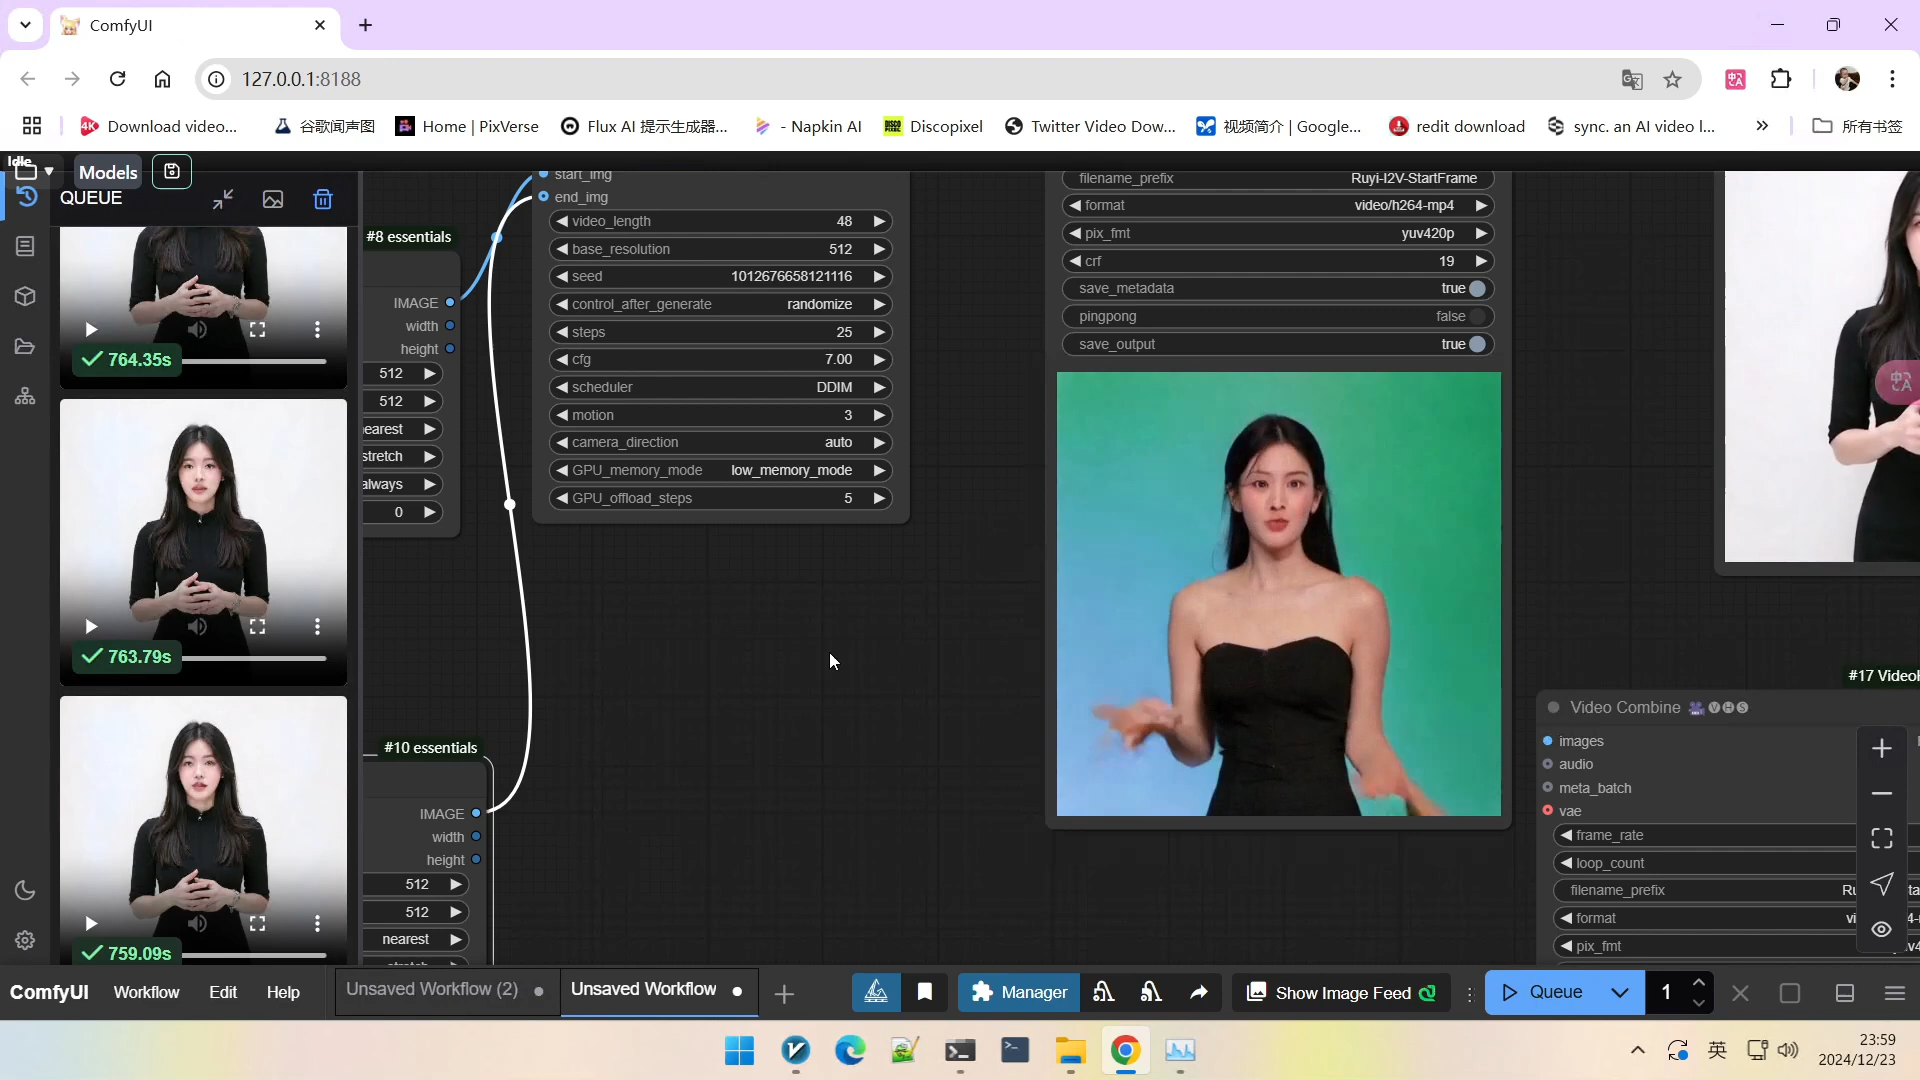 ComfyUI
127.0.0.1:8188
Download video...
谷歌闻声图
Home | PixVerse
Flux AI 提示生成器...
- Napkin AI
Discopixel
Twitter Video Dow...
视频简介 | Google...
redit download
sync. an AI video l...
所有书签
Idle
Models
QUEUE
764.35s
763.79s
759.09s
#8 essentials
IMAGE
width
height
512
512
earest
stretch
always
0
start_img
end_img
video_length 48
base_resolution 512
seed 1012676658121116
control_after_generate randomize
steps 25
cfg 7.00
scheduler DDIM
motion 3
camera_direction auto
GPU_memory_mode low_memory_mode
GPU_offload_steps 5
#10 essentials
IMAGE
width
height
512
512
nearest
filename_prefix Ruyi-I2V-StartFrame
format video/h264-mp4
pix_fmt yuv420p
crf 19
save_metadata true
pingpong false
save_output true
#17 Video
Video Combine VHS
images
audio
meta_batch
vae
frame_rate
loop_count
filename_prefix Ru
format vi
pix_fmt
ComfyUI
Workflow
Edit
Help
Unsaved Workflow (2)
Unsaved Workflow
Manager
Show Image Feed
Queue
1
英
23:59
2024/12/23